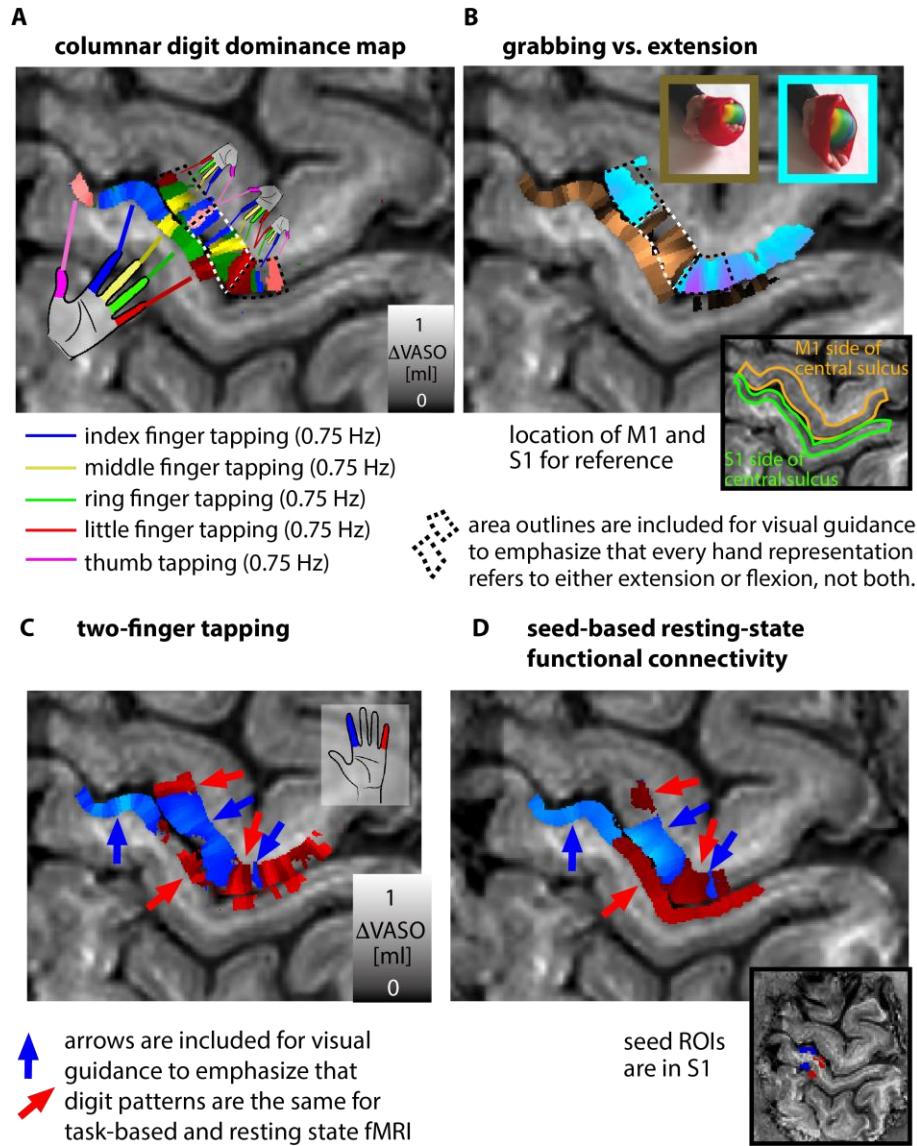 A
columnar digit dominance map
B
grabbing vs. extension
1
ΔVASO
[ml]
0
M1 side of
central sulcus
S1 side of
central sulcus
index finger tapping (0.75 Hz)
middle finger tapping (0.75 Hz)
ring finger tapping (0.75 Hz)
little finger tapping (0.75 Hz)
thumb tapping (0.75 Hz)
location of M1 and
S1 for reference
area outlines are included for visual guidance
to emphasize that every hand representation
refers to either extension or flexion, not both.
C
two-finger tapping
D
seed-based resting-state
functional connectivity
1
ΔVASO
[ml]
0
arrows are included for visual
guidance to emphasize that
digit patterns are the same for
task-based and resting state fMRI
seed ROIs
are in S1